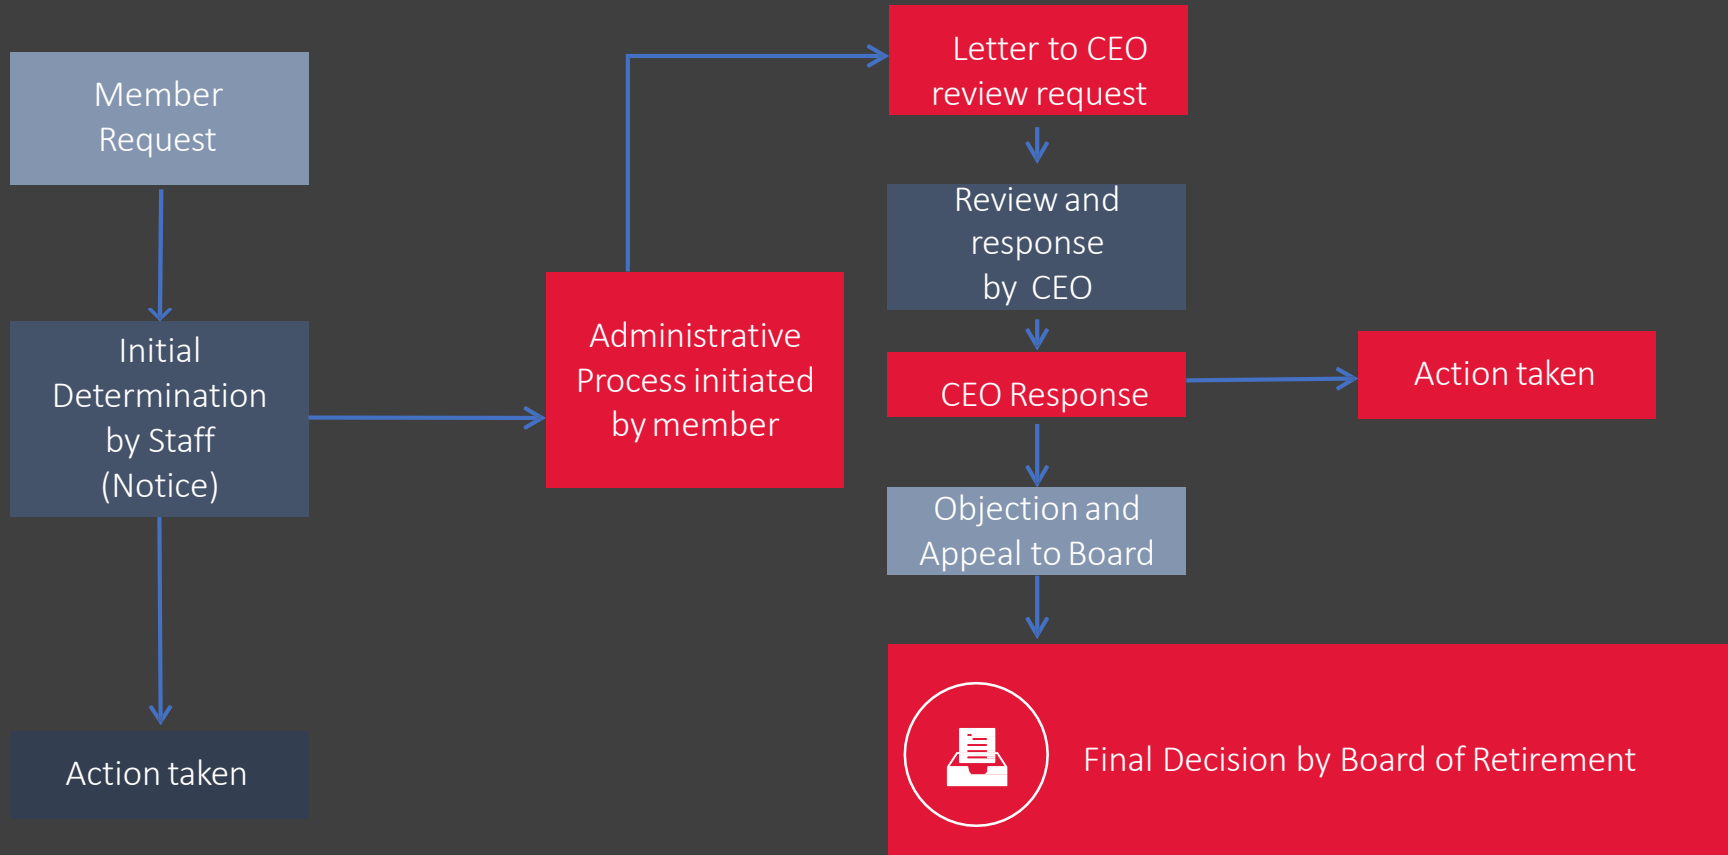 Member
Request
Initial
Determination
by Staff
(Notice)
Action taken
Administrative
Process initiated
by member
Letter to CEO
review request
Review and
response
by CEO
CEO Response
Action taken
Objection and
Appeal to Board
Final Decision by Board of Retirement